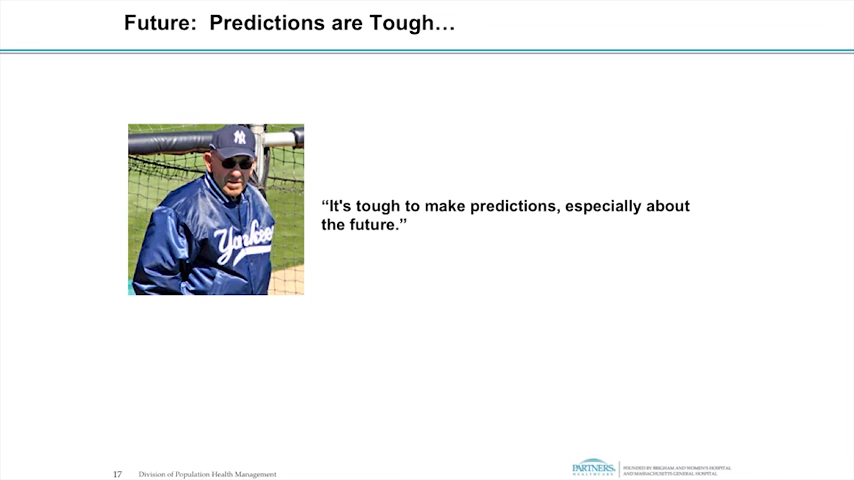 Future:  Predictions are Tough…
NY
Yankees
“It's tough to make predictions, especially about
the future.”
17 Division of Population Health Management
PARTNERS.
HEALTHCARE
FOUNDED BY BRIGHAM AND WOMEN'S HOSPITAL
AND MASSACHUSETTS GENERAL HOSPITAL